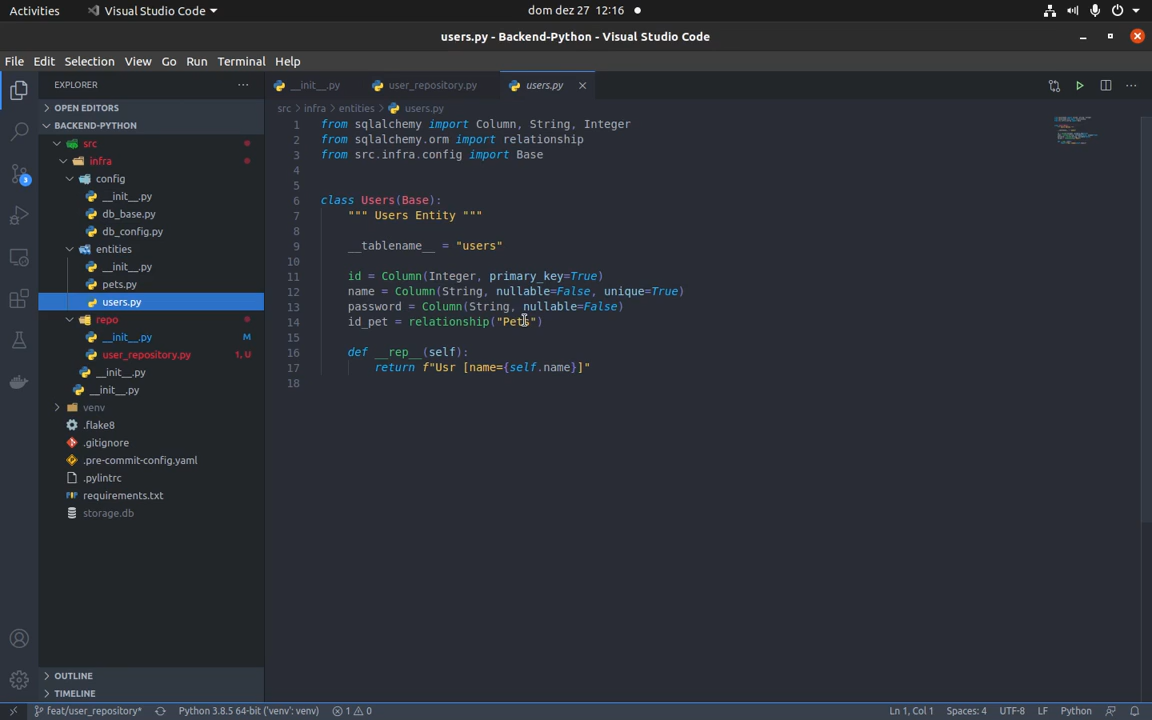 Activities Visual Studio Code dom dez 27 12:16
users.py - Backend-Python - Visual Studio Code
File Edit Selection View Go Run Terminal Help
EXPLORER
__init__.py user_repository.py users.py
OPEN EDITORS
src > infra > entities > users.py
BACKEND-PYTHON
src
infra
config
__init__.py
db_base.py
db_config.py
entities
__init__.py
pets.py
users.py
repo
__init__.py M
user_repository.py 1, U
__init__.py
__init__.py
venv
.flake8
.gitignore
.pre-commit-config.yaml
.pylintrc
requirements.txt
storage.db
OUTLINE
TIMELINE
3
1 from sqlalchemy import Column, String, Integer
2 from sqlalchemy.orm import relationship
3 from src.infra.config import Base
4
5
6 class Users(Base):
7 """ Users Entity """
8
9 __tablename__ = "users"
10
11 id = Column(Integer, primary_key=True)
12 name = Column(String, nullable=False, unique=True)
13 password = Column(String, nullable=False)
14 id_pet = relationship("Pets")
15
16 def __rep__(self):
17 return f"Usr [name={self.name}]"
18
feat/user_repository* Python 3.8.5 64-bit ('venv': venv) 1 0 Ln 1, Col 1 Spaces: 4 UTF-8 LF Python